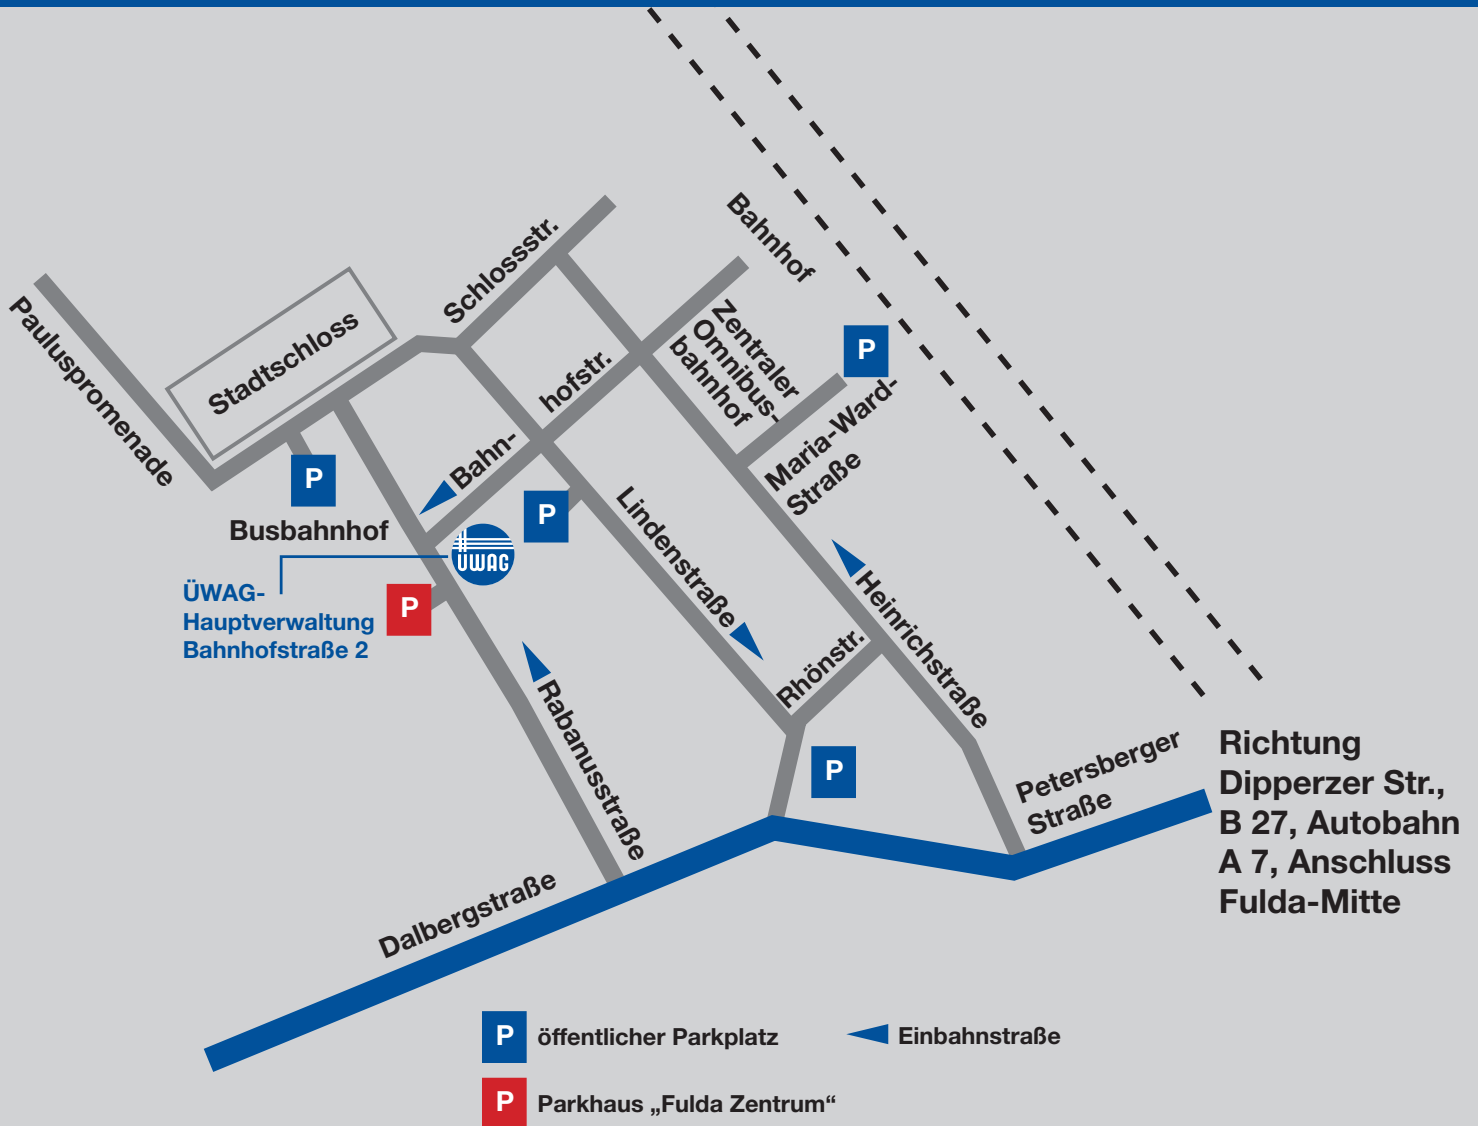 Bahnhof
Schlossstr.
Pauluspromenade
Stadtschloss
Zentraler
Omnibus-
bahnhof
P
hofstr.
Bahn-
Maria-Ward-
Straße
P
P
Busbahnhof
ÜWAG
Lindenstraße
ÜWAG-
Hauptverwaltung
Bahnhofstraße 2
P
Heinrichstraße
Rhönstr.
Rabanusstraße
P
Petersberger
Straße
Richtung
Dipperzer Str.,
B 27, Autobahn
A 7, Anschluss
Fulda-Mitte
Dalbergstraße
P öffentlicher Parkplatz
Einbahnstraße
P Parkhaus „Fulda Zentrum“